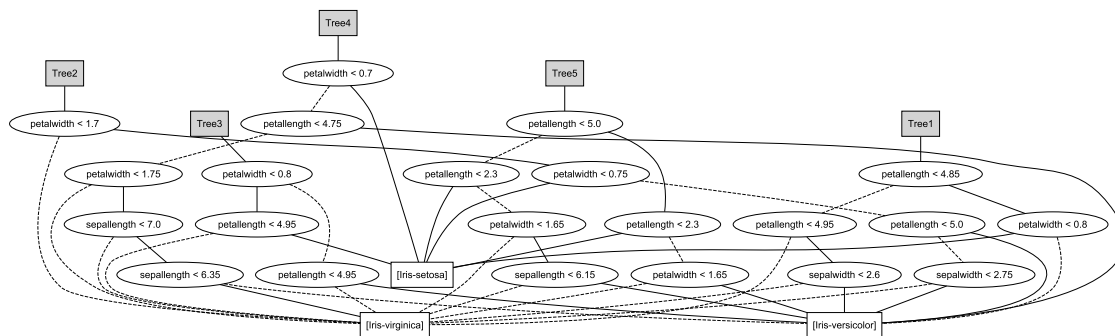 Tree4
Tree2
petalwidth < 0.7
Tree5
petalwidth < 1.7
Tree3
petallength < 4.75
petallength < 5.0
Tree1
petalwidth < 1.75
petalwidth < 0.8
petallength < 2.3
petalwidth < 0.75
petallength < 4.85
sepallength < 7.0
petallength < 4.95
petalwidth < 1.65
petallength < 2.3
petallength < 4.95
petallength < 5.0
petalwidth < 0.8
sepallength < 6.35
petallength < 4.95
[Iris-setosa]
sepallength < 6.15
petalwidth < 1.65
sepalwidth < 2.6
sepalwidth < 2.75
[Iris-virginica]
[Iris-versicolor]